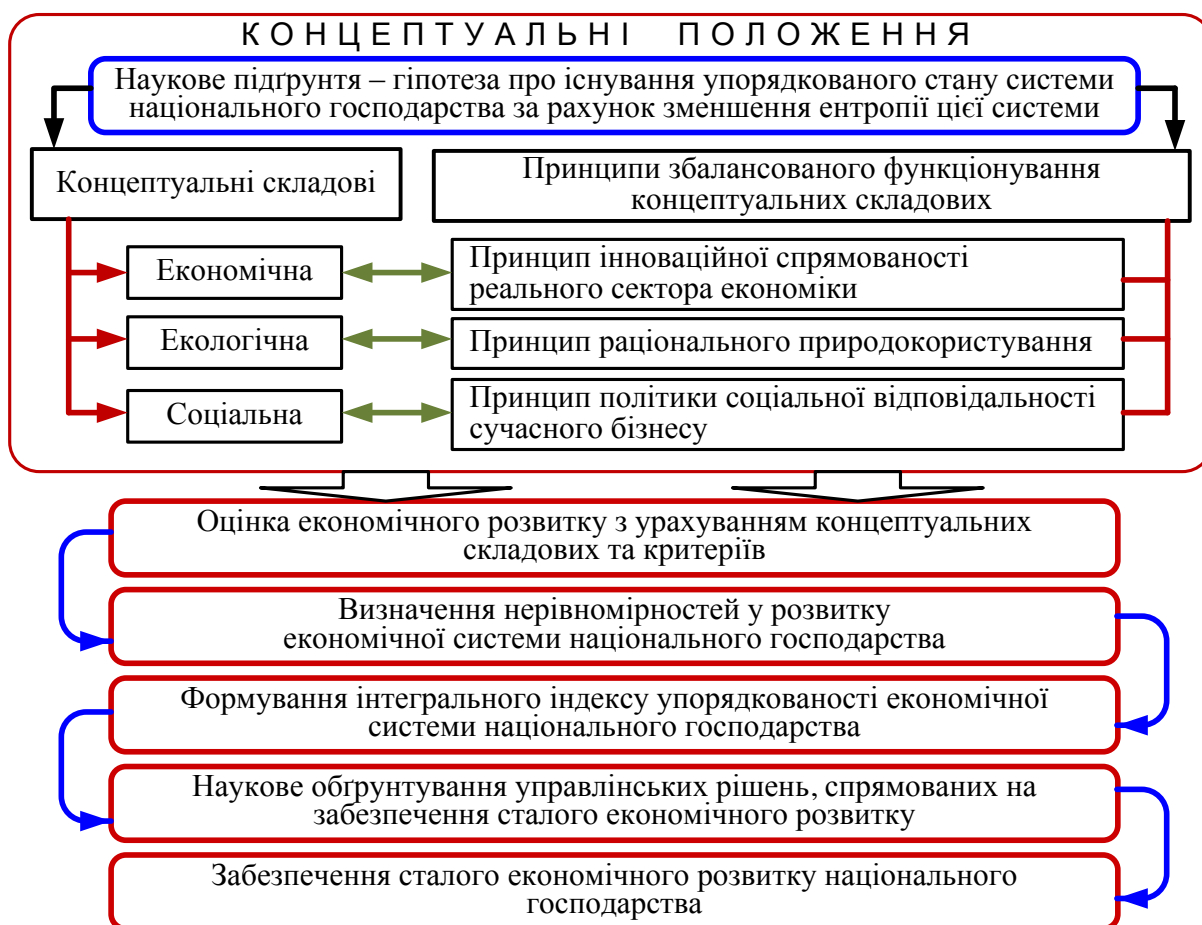 КОНЦЕПТУАЛЬНІ ПОЛОЖЕННЯ
Наукове підґрунтя – гіпотеза про існування упорядкованого стану системи
національного господарства за рахунок зменшення ентропії цієї системи
Концептуальні складові
Принципи збалансованого функціонування
концептуальних складових
Економічна
Принцип інноваційної спрямованості
реального сектора економіки
Екологічна
Принцип раціонального природокористування
Соціальна
Принцип політики соціальної відповідальності
сучасного бізнесу
Оцінка економічного розвитку з урахуванням концептуальних
складових та критеріїв
Визначення нерівномірностей у розвитку
економічної системи національного господарства
Формування інтегрального індексу упорядкованості економічної
системи національного господарства
Наукове обґрунтування управлінських рішень, спрямованих на
забезпечення сталого економічного розвитку
Забезпечення сталого економічного розвитку національного
господарства